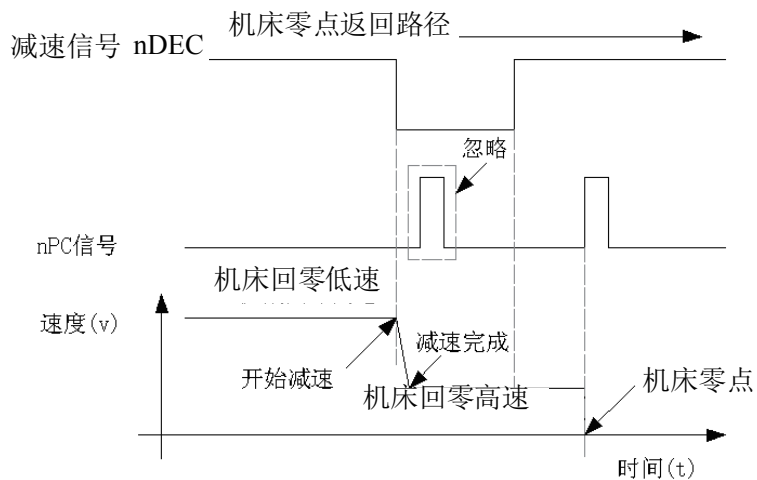 机床零点返回路径
减速信号 nDEC
忽略
nPC信号
机床回零低速
速度(v)
减速完成
开始减速
机床回零高速
机床零点
时间(t)